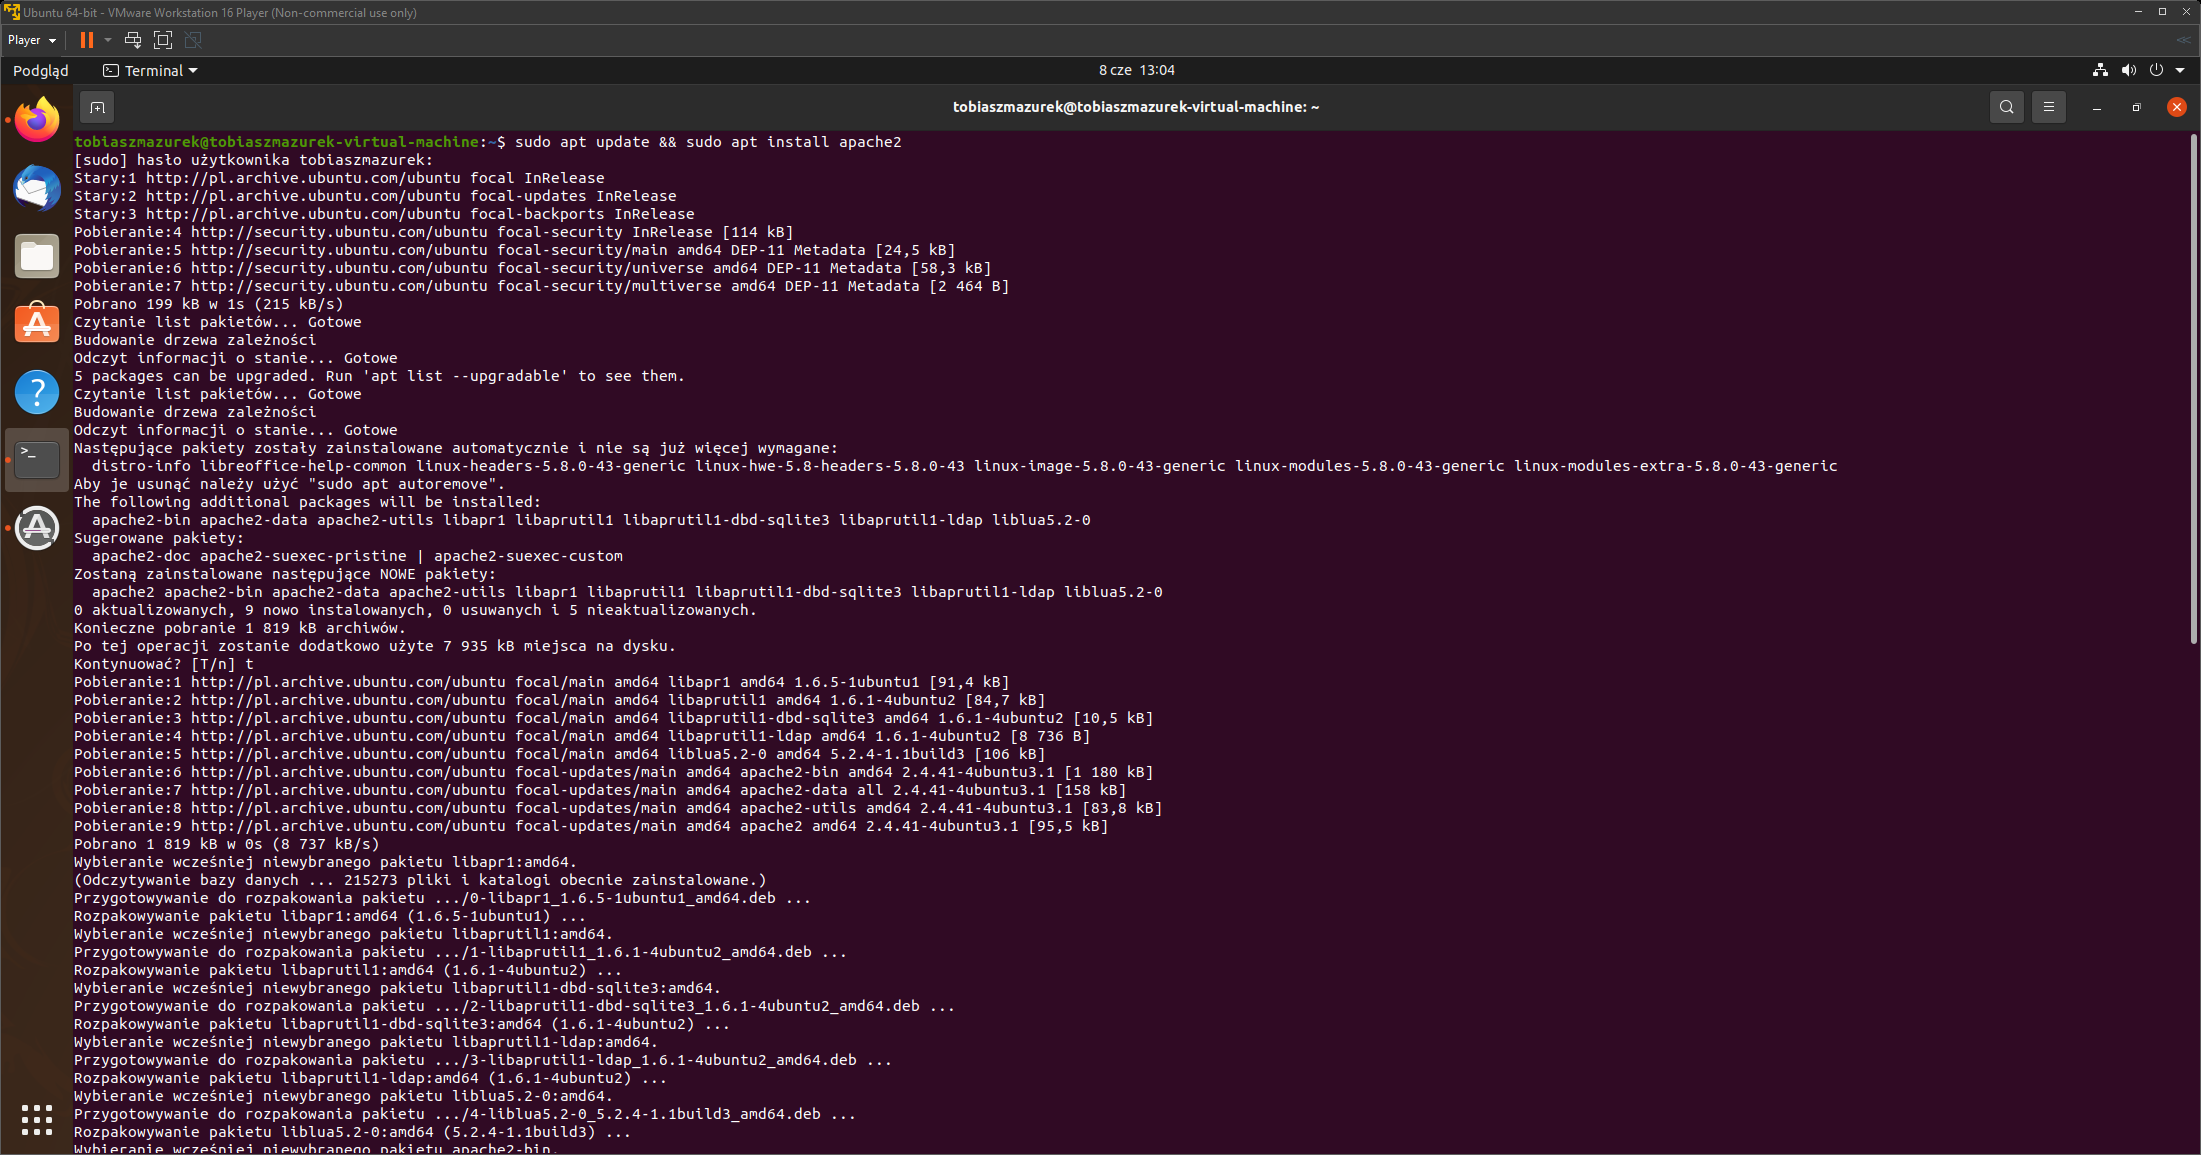 Ubuntu 64-bit - VMware Workstation 16 Player (Non-commercial use only)
Player
Podgląd Terminal 8 cze 13:04
tobiaszmazurek@tobiaszmazurek-virtual-machine: ~
tobiaszmazurek@tobiaszmazurek-virtual-machine:~$ sudo apt update && sudo apt install apache2
[sudo] hasło użytkownika tobiaszmazurek:
Stary:1 http://pl.archive.ubuntu.com/ubuntu focal InRelease
Stary:2 http://pl.archive.ubuntu.com/ubuntu focal-updates InRelease
Stary:3 http://pl.archive.ubuntu.com/ubuntu focal-backports InRelease
Pobieranie:4 http://security.ubuntu.com/ubuntu focal-security InRelease [114 kB]
Pobieranie:5 http://security.ubuntu.com/ubuntu focal-security/main amd64 DEP-11 Metadata [24,5 kB]
Pobieranie:6 http://security.ubuntu.com/ubuntu focal-security/universe amd64 DEP-11 Metadata [58,3 kB]
Pobieranie:7 http://security.ubuntu.com/ubuntu focal-security/multiverse amd64 DEP-11 Metadata [2 464 B]
Pobrano 199 kB w 1s (215 kB/s)
Czytanie list pakietów... Gotowe
Budowanie drzewa zależności
Odczyt informacji o stanie... Gotowe
5 packages can be upgraded. Run 'apt list --upgradable' to see them.
Czytanie list pakietów... Gotowe
Budowanie drzewa zależności
Odczyt informacji o stanie... Gotowe
Następujące pakiety zostały zainstalowane automatycznie i nie są już więcej wymagane:
distro-info libreoffice-help-common linux-headers-5.8.0-43-generic linux-hwe-5.8-headers-5.8.0-43 linux-image-5.8.0-43-generic linux-modules-5.8.0-43-generic linux-modules-extra-5.8.0-43-generic
Aby je usunąć należy użyć "sudo apt autoremove".
The following additional packages will be installed:
apache2-bin apache2-data apache2-utils libapr1 libaprutil1 libaprutil1-dbd-sqlite3 libaprutil1-ldap liblua5.2-0
Sugerowane pakiety:
apache2-doc apache2-suexec-pristine | apache2-suexec-custom
Zostaną zainstalowane następujące NOWE pakiety:
apache2 apache2-bin apache2-data apache2-utils libapr1 libaprutil1 libaprutil1-dbd-sqlite3 libaprutil1-ldap liblua5.2-0
0 aktualizowanych, 9 nowo instalowanych, 0 usuwanych i 5 nieaktualizowanych.
Konieczne pobranie 1 819 kB archiwów.
Po tej operacji zostanie dodatkowo użyte 7 935 kB miejsca na dysku.
Kontynuować? [T/n] t
Pobieranie:1 http://pl.archive.ubuntu.com/ubuntu focal/main amd64 libapr1 amd64 1.6.5-1ubuntu1 [91,4 kB]
Pobieranie:2 http://pl.archive.ubuntu.com/ubuntu focal/main amd64 libaprutil1 amd64 1.6.1-4ubuntu2 [84,7 kB]
Pobieranie:3 http://pl.archive.ubuntu.com/ubuntu focal/main amd64 libaprutil1-dbd-sqlite3 amd64 1.6.1-4ubuntu2 [10,5 kB]
Pobieranie:4 http://pl.archive.ubuntu.com/ubuntu focal/main amd64 libaprutil1-ldap amd64 1.6.1-4ubuntu2 [8 736 B]
Pobieranie:5 http://pl.archive.ubuntu.com/ubuntu focal/main amd64 liblua5.2-0 amd64 5.2.4-1.1build3 [106 kB]
Pobieranie:6 http://pl.archive.ubuntu.com/ubuntu focal-updates/main amd64 apache2-bin amd64 2.4.41-4ubuntu3.1 [1 180 kB]
Pobieranie:7 http://pl.archive.ubuntu.com/ubuntu focal-updates/main amd64 apache2-data all 2.4.41-4ubuntu3.1 [158 kB]
Pobieranie:8 http://pl.archive.ubuntu.com/ubuntu focal-updates/main amd64 apache2-utils amd64 2.4.41-4ubuntu3.1 [83,8 kB]
Pobieranie:9 http://pl.archive.ubuntu.com/ubuntu focal-updates/main amd64 apache2 amd64 2.4.41-4ubuntu3.1 [95,5 kB]
Pobrano 1 819 kB w 0s (8 737 kB/s)
Wybieranie wcześniej niewybranego pakietu libapr1:amd64.
(Odczytywanie bazy danych ... 215273 pliki i katalogi obecnie zainstalowane.)
Przygotowywanie do rozpakowania pakietu .../0-libapr1_1.6.5-1ubuntu1_amd64.deb ...
Rozpakowywanie pakietu libapr1:amd64 (1.6.5-1ubuntu1) ...
Wybieranie wcześniej niewybranego pakietu libaprutil1:amd64.
Przygotowywanie do rozpakowania pakietu .../1-libaprutil1_1.6.1-4ubuntu2_amd64.deb ...
Rozpakowywanie pakietu libaprutil1:amd64 (1.6.1-4ubuntu2) ...
Wybieranie wcześniej niewybranego pakietu libaprutil1-dbd-sqlite3:amd64.
Przygotowywanie do rozpakowania pakietu .../2-libaprutil1-dbd-sqlite3_1.6.1-4ubuntu2_amd64.deb ...
Rozpakowywanie pakietu libaprutil1-dbd-sqlite3:amd64 (1.6.1-4ubuntu2) ...
Wybieranie wcześniej niewybranego pakietu libaprutil1-ldap:amd64.
Przygotowywanie do rozpakowania pakietu .../3-libaprutil1-ldap_1.6.1-4ubuntu2_amd64.deb ...
Rozpakowywanie pakietu libaprutil1-ldap:amd64 (1.6.1-4ubuntu2) ...
Wybieranie wcześniej niewybranego pakietu liblua5.2-0:amd64.
Przygotowywanie do rozpakowania pakietu .../4-liblua5.2-0_5.2.4-1.1build3_amd64.deb ...
Rozpakowywanie pakietu liblua5.2-0:amd64 (5.2.4-1.1build3) ...
Wybieranie wcześniej niewybranego pakietu apache2-bin.